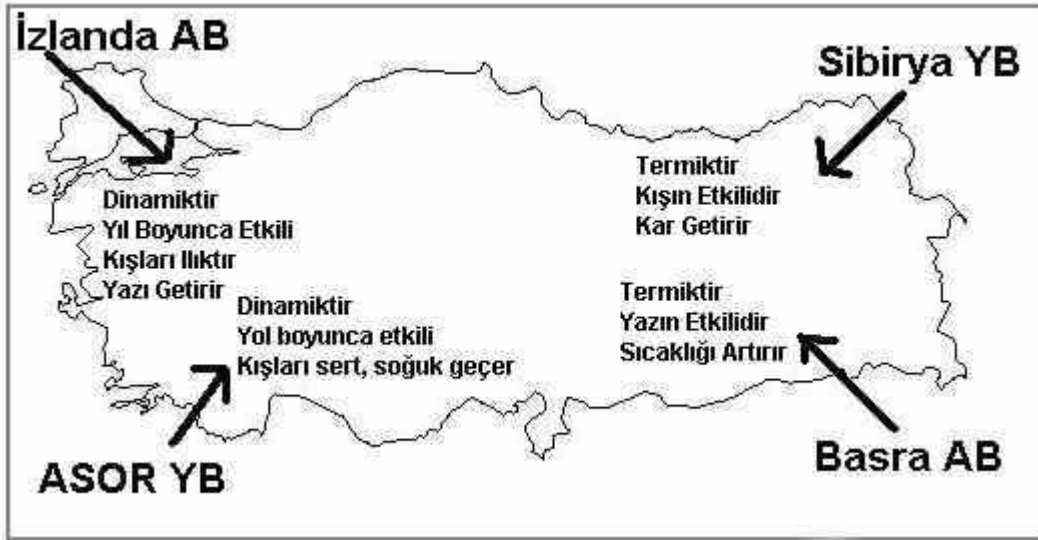 İzlanda AB
Sibirya YB
Dinamiktir
Yıl Boyunca Etkili
Kışları Ilıktır
Yazı Getirir
Termiktir
Kışın Etkilidir
Kar Getirir
Dinamiktir
Yol boyunca etkili
Kışları sert, soğuk geçer
Termiktir
Yazın Etkilidir
Sıcaklığı Artırır
ASOR YB
Basra AB